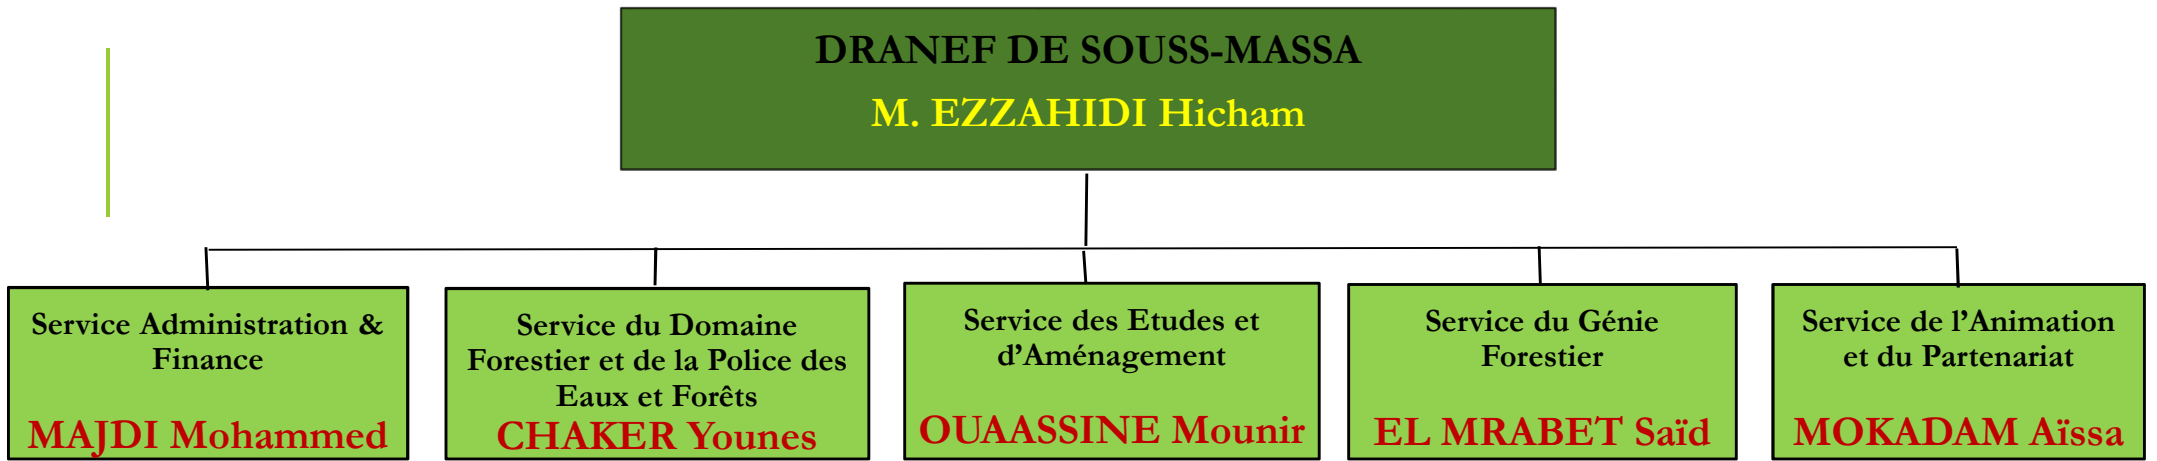 DRANEF DE SOUSS-MASSA
M. EZZAHIDI Hicham
Service Administration &
Finance
MAJDI Mohammed
Service du Domaine
Forestier et de la Police des
Eaux et Forêts
CHAKER Younes
Service des Etudes et
d’Aménagement
OUAASSINE Mounir
Service du Génie
Forestier
EL MRABET Saïd
Service de l’Animation
et du Partenariat
MOKADAM Aïssa